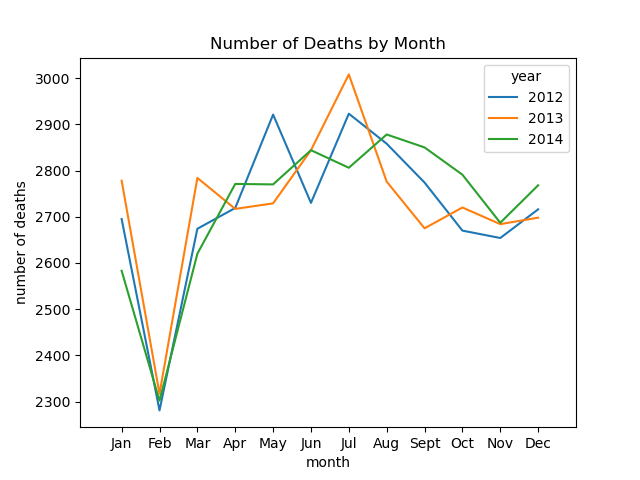 Number of Deaths by Month
year
2012
2013
2014
number of deaths
3000
2900
2800
2700
2600
2500
2400
2300
Jan Feb Mar Apr May Jun Jul Aug Sept Oct Nov Dec
month